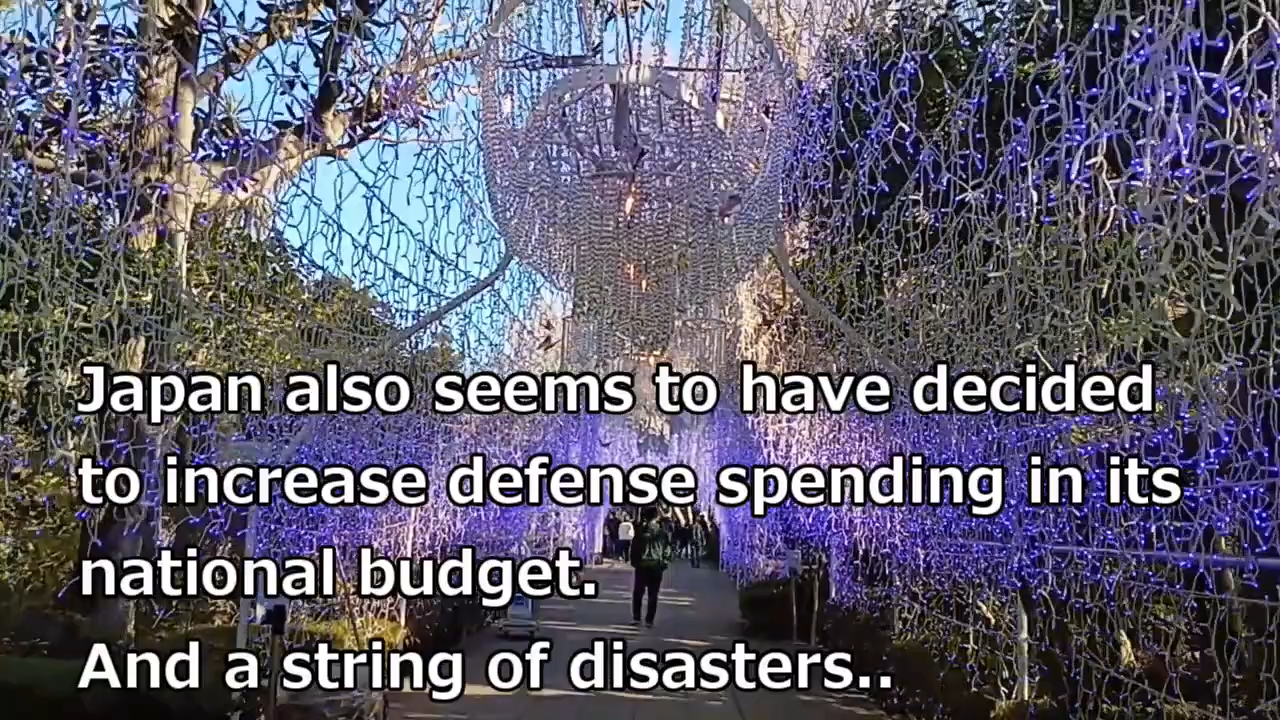 Japan also seems to have decided
to increase defense spending in its
national budget.
And a string of disasters..